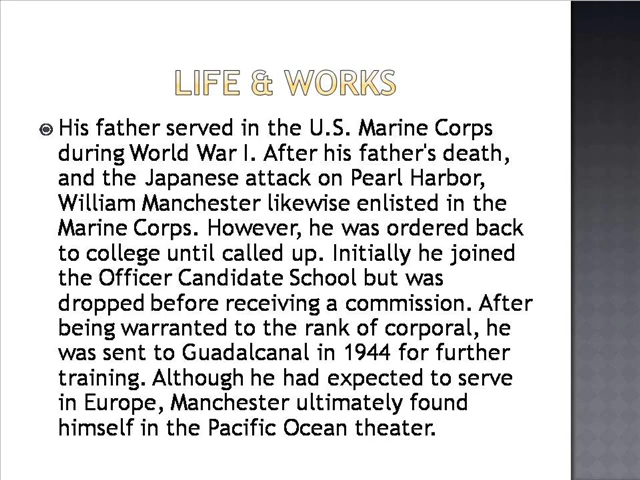 LIFE & WORKS
His father served in the U.S. Marine Corps
during World War I. After his father's death,
and the Japanese attack on Pearl Harbor,
William Manchester likewise enlisted in the
Marine Corps. However, he was ordered back
to college until called up. Initially he joined
the Officer Candidate School but was
dropped before receiving a commission. After
being warranted to the rank of corporal, he
was sent to Guadalcanal in 1944 for further
training. Although he had expected to serve
in Europe, Manchester ultimately found
himself in the Pacific Ocean theater.